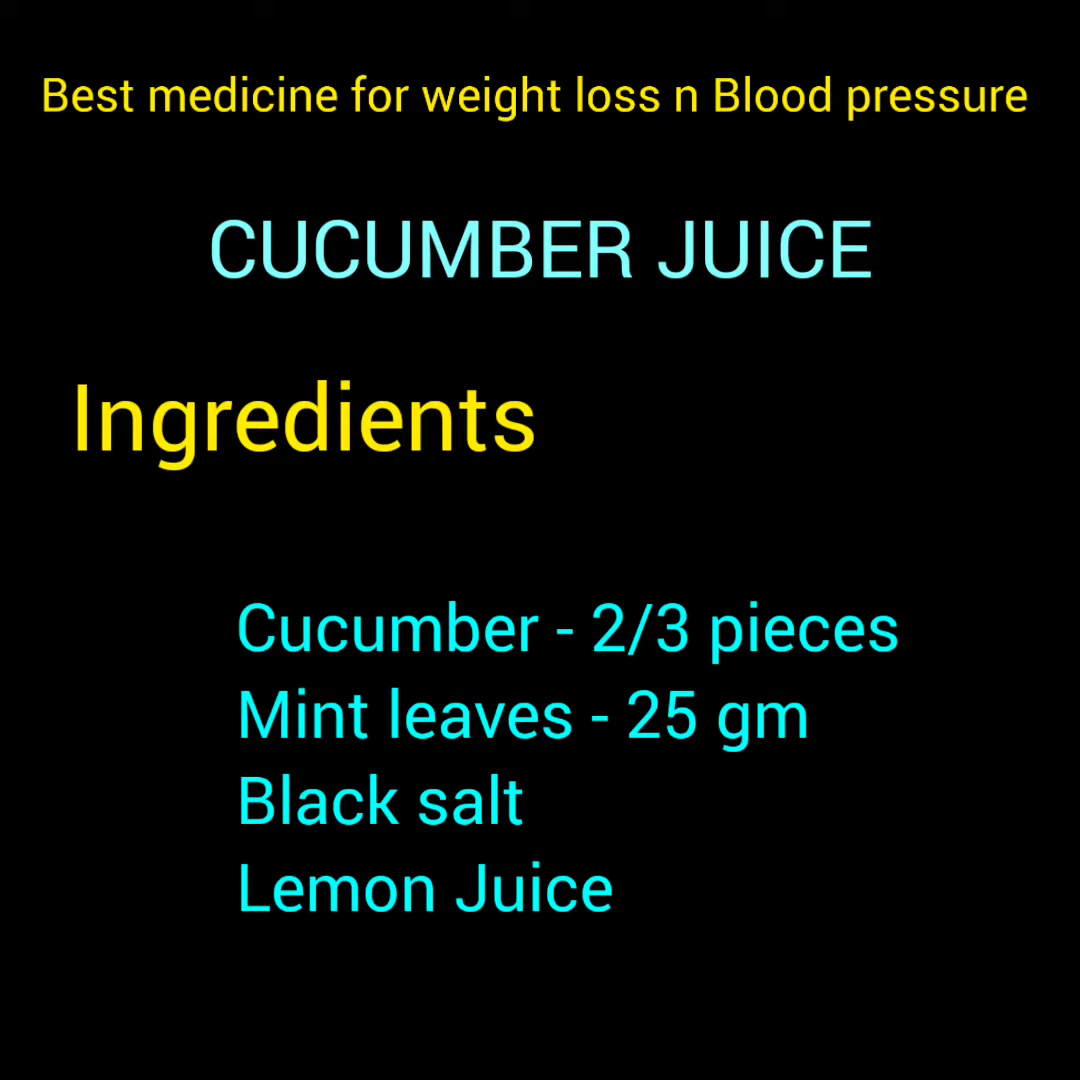 Best medicine for weight loss n Blood pressure
CUCUMBER JUICE
Ingredients
Cucumber - 2/3 pieces
Mint leaves - 25 gm
Black salt
Lemon Juice